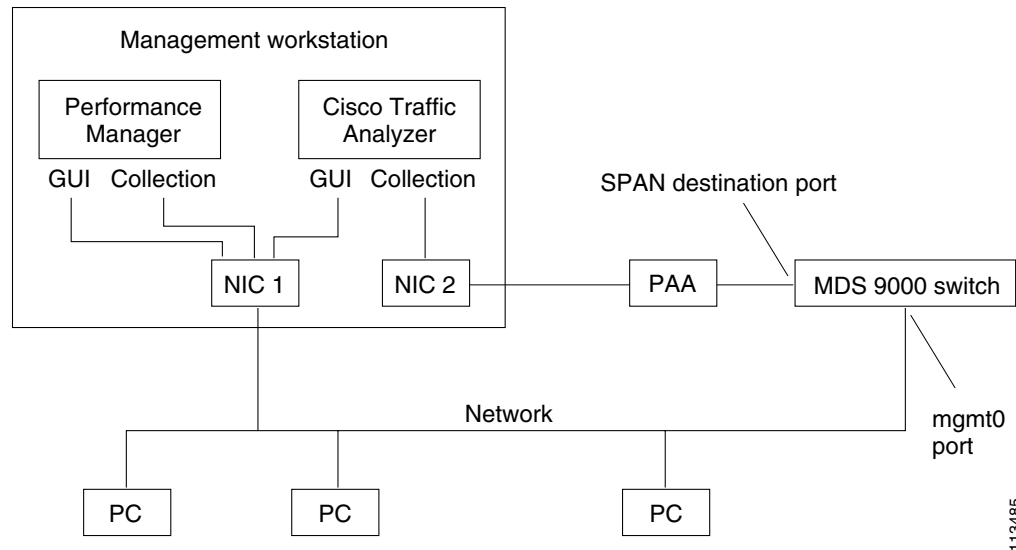 Management workstation
Performance
Manager
Cisco Traffic
Analyzer
GUI Collection
GUI Collection
SPAN destination port
NIC 1
NIC 2
PAA
MDS 9000 switch
Network
mgmt0
port
PC
PC
PC
113485